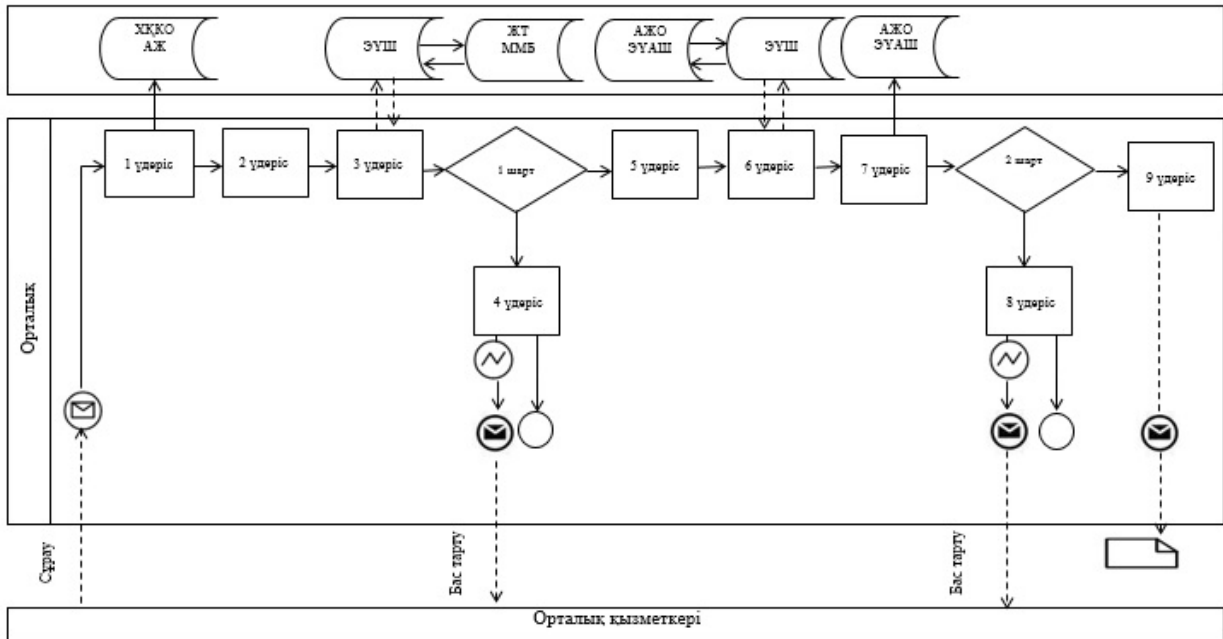 ХҚКО
АЖ
ЭҮШ
ЖТ
ММБ
АЖО
ЭҮАШ
ЭҮШ
АЖО
ЭҮАШ
1 үдеріс
2 үдеріс
3 үдеріс
1 шарт
5 үдеріс
6 үдеріс
7 үдеріс
2 шарт
9 үдеріс
4 үдеріс
8 үдеріс
Орталық
Сұрау
Бас тарту
Бас тарту
Орталық қызметкері